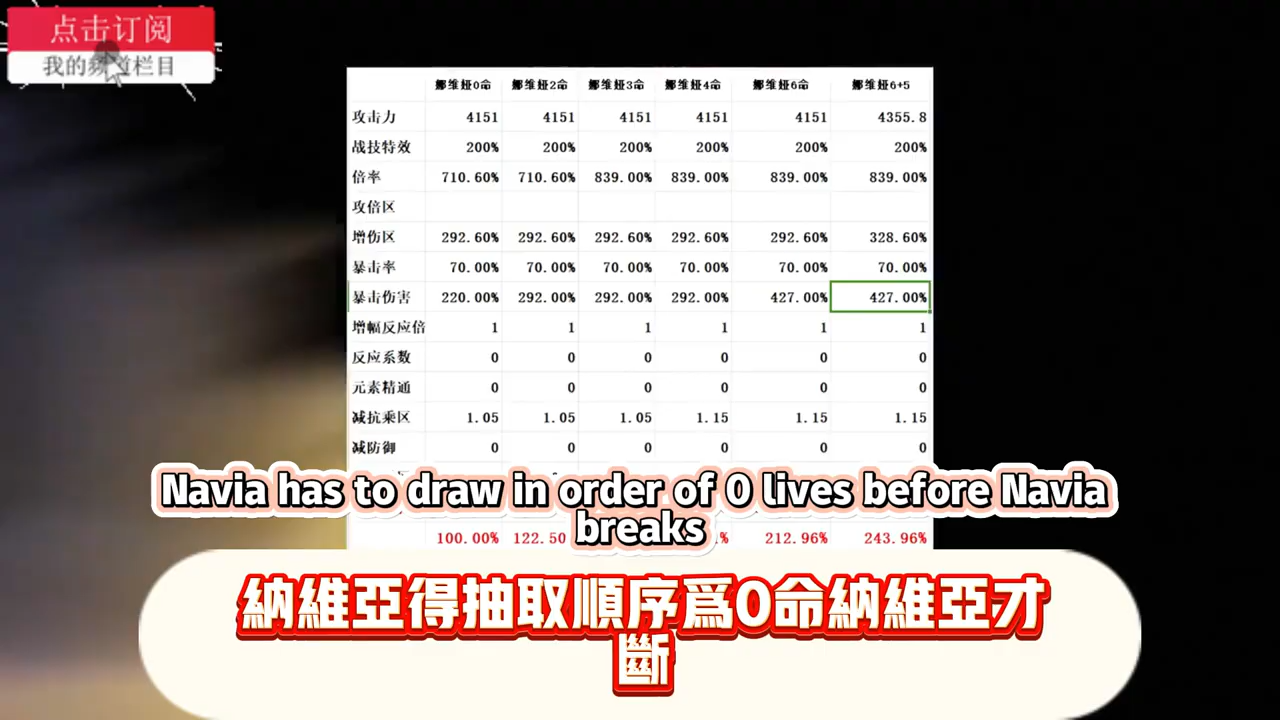 点击订阅
我的频道栏目
娜维娅0命 娜维娅2命 娜维娅3命 娜维娅4命 娜维娅6命 娜维娅6+5
攻击力 4151 4151 4151 4151 4151 4355.8
战技特效 200% 200% 200% 200% 200% 200%
倍率 710.60% 710.60% 839.00% 839.00% 839.00% 839.00%
攻倍区
增伤区 292.60% 292.60% 292.60% 292.60% 292.60% 328.60%
暴击率 70.00% 70.00% 70.00% 70.00% 70.00% 70.00%
暴击伤害 220.00% 292.00% 292.00% 292.00% 427.00% 427.00%
增幅反应倍 1 1 1 1 1 1
反应系数 0 0 0 0 0 0
元素精通 0 0 0 0 0 0
减抗乘区 1.05 1.05 1.05 1.15 1.15 1.15
减防御 0 0 0 0 0 0
Navia has to draw in order of 0 lives before Navia
breaks
100.00% 122.50 212.96% 243.96%
納維亞得抽取順序爲0命納維亞才
斷